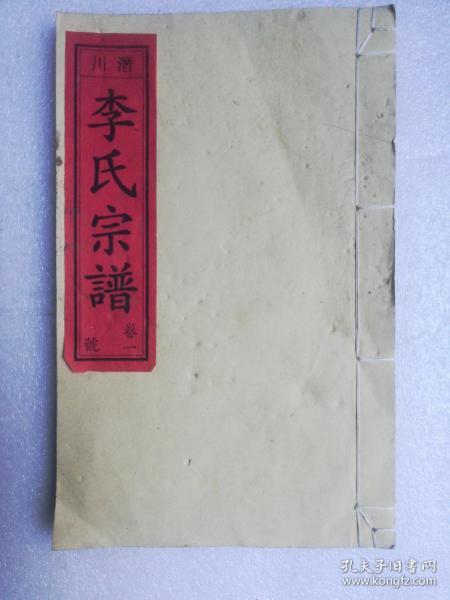 潛川
李氏宗譜
卷一
號
孔夫子旧书网
www.kongfz.com